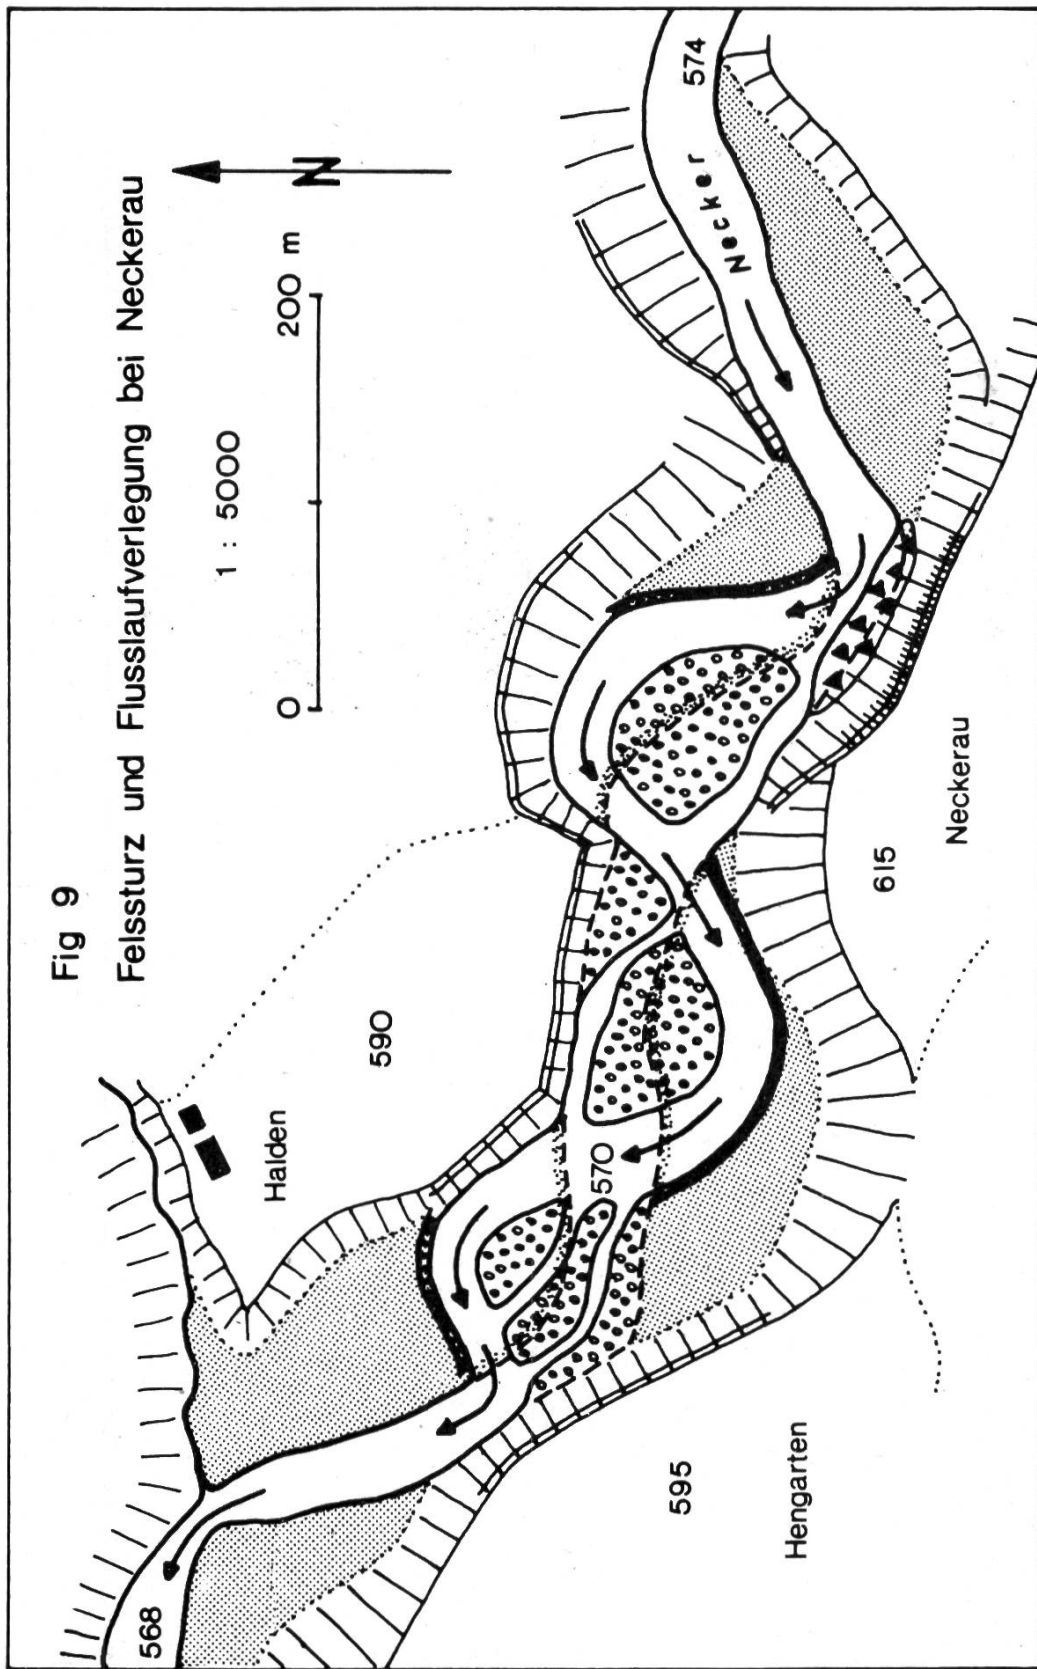 Fig 9
Felssturz und Flusslaufverlegung bei Neckerau
1 : 5000
0 200 m
N
574
Necker
Halden
590
570
568
615
Neckerau
595
Hengarten